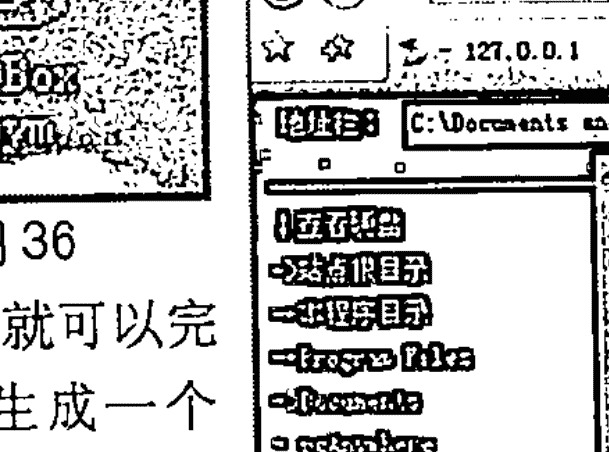 Box
36
就可以完
生成一个
- 127.0.0.1
地址栏:
C:\Documents an
->站点根目录
->本程序目录
->Program Files
->Documents